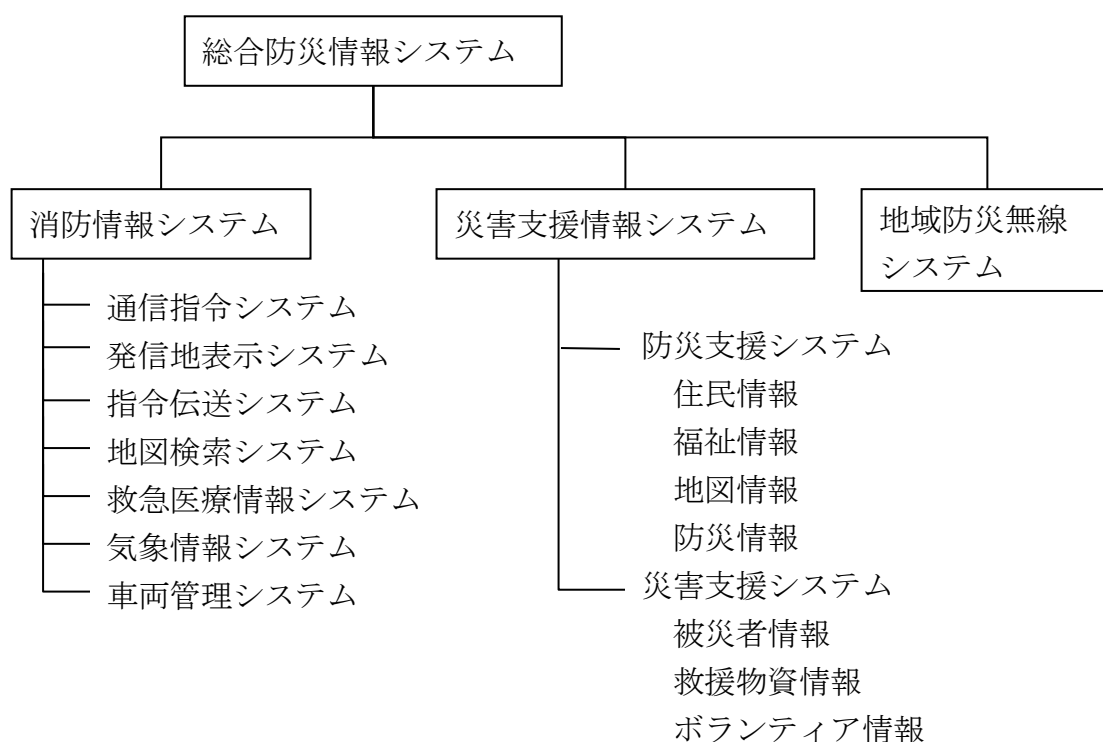 総合防災情報システム
消防情報システム
災害支援情報システム
地域防災無線
システム
通信指令システム
発信地表示システム
指令伝送システム
地図検索システム
救急医療情報システム
気象情報システム
車両管理システム
防災支援システム
住民情報
福祉情報
地図情報
防災情報
災害支援システム
被災者情報
救援物資情報
ボランティア情報